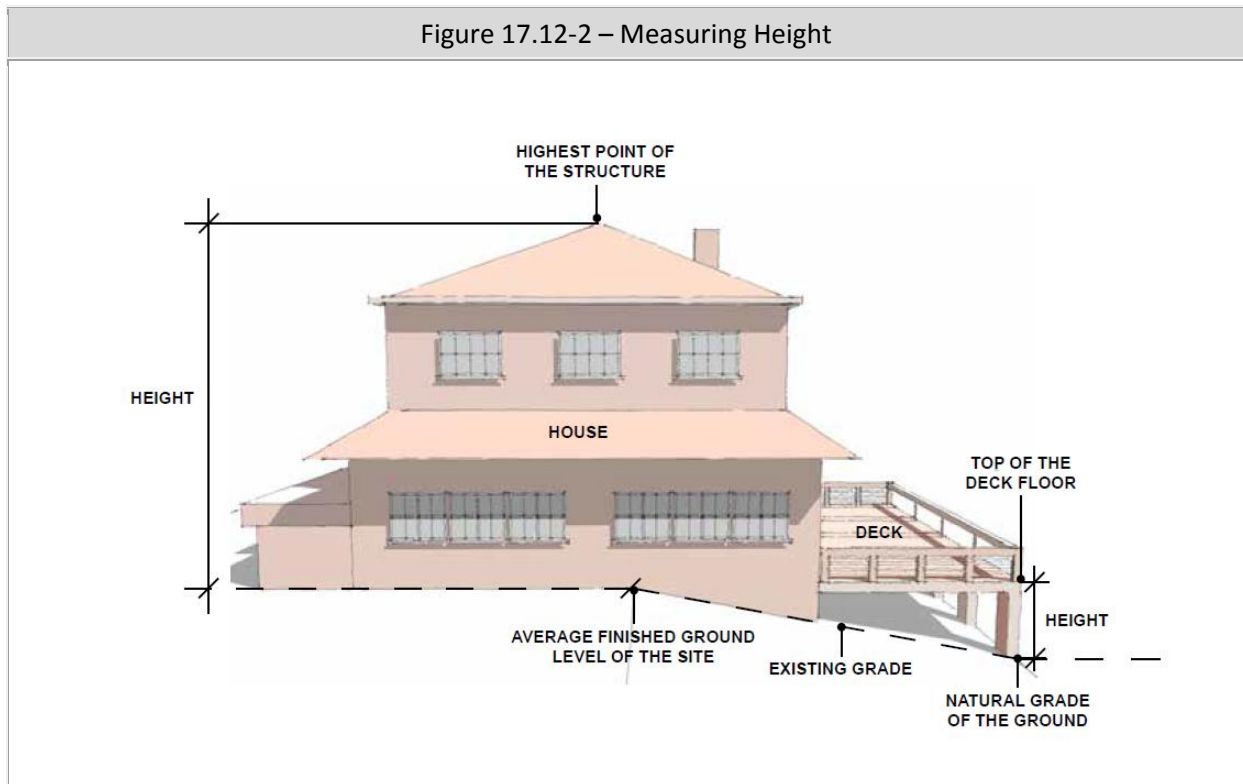 Figure 17.12-2 – Measuring Height
HIGHEST POINT OF
THE STRUCTURE
HEIGHT
HOUSE
TOP OF THE
DECK FLOOR
DECK
HEIGHT
AVERAGE FINISHED GROUND
LEVEL OF THE SITE
EXISTING GRADE
NATURAL GRADE
OF THE GROUND